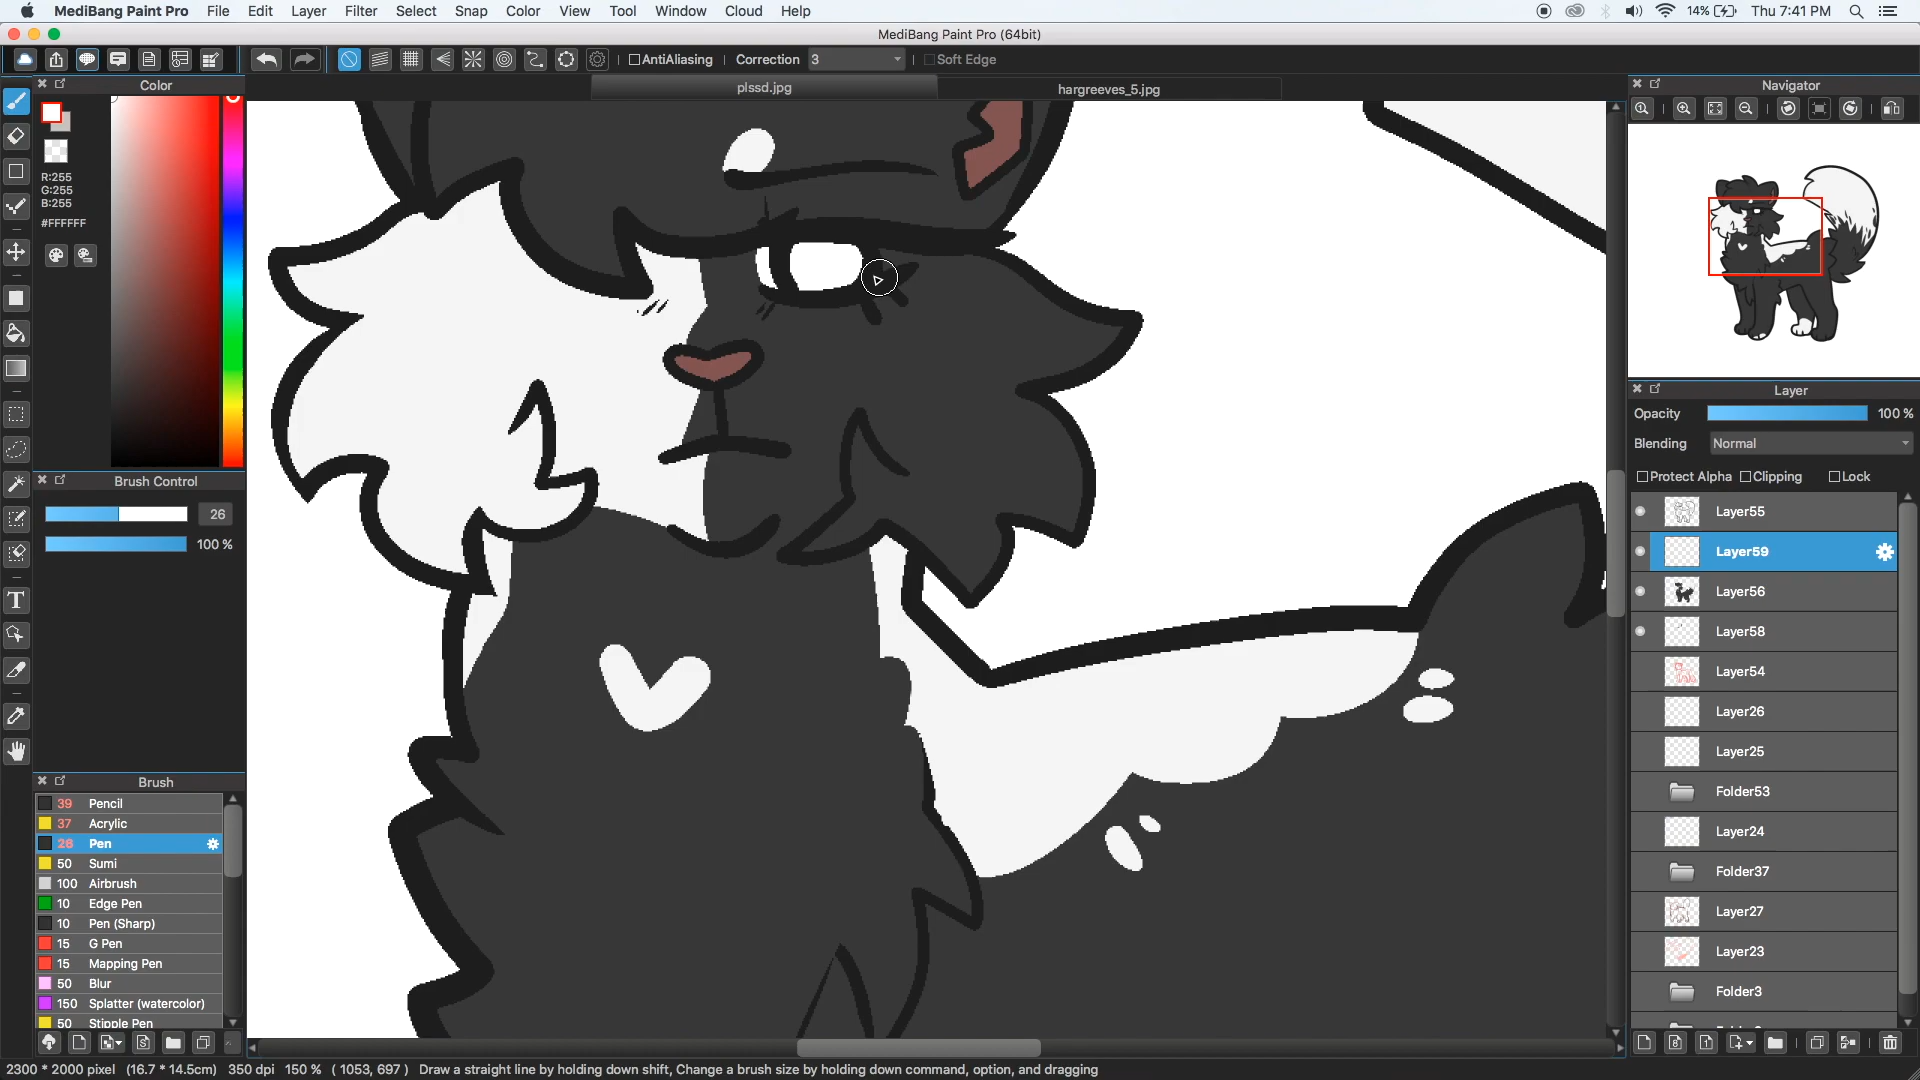 MediBang Paint Pro File Edit Layer Filter Select Snap Color View Tool Window Cloud Help 14% Thu 7:41 PM
MediBang Paint Pro (64bit)
AntiAliasing Correction 3 Soft Edge
Color
plssd.jpg hargreeves_5.jpg
Navigator
R:255
G:255
B:255
#FFFFFF
Layer
Opacity 100 %
Blending Normal
Protect Alpha Clipping Lock
Brush Control
26
100 %
Layer55
Layer59
Layer56
Layer58
Layer54
Layer26
Layer25
Folder53
Layer24
Folder37
Layer27
Layer23
Folder3
Brush
39 Pencil
37 Acrylic
26 Pen
50 Sumi
100 Airbrush
10 Edge Pen
10 Pen (Sharp)
15 G Pen
15 Mapping Pen
50 Blur
150 Splatter (watercolor)
50 Stipple Pen
T
2300 * 2000 pixel (16.7 * 14.5cm) 350 dpi 150 % ( 1053, 697 ) Draw a straight line by holding down shift, Change a brush size by holding down command, option, and dragging